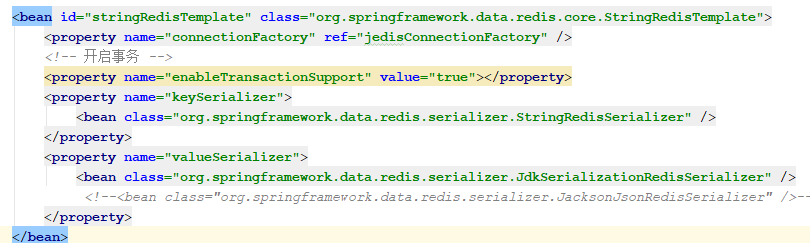 <bean id="stringRedisTemplate" class="org.springframework.data.redis.core.StringRedisTemplate">
<property name="connectionFactory" ref="jedisConnectionFactory" />
<!-- 开启事务 -->
<property name="enableTransactionSupport" value="true"></property>
<property name="keySerializer">
<bean class="org.springframework.data.redis.serializer.StringRedisSerializer" />
</property>
<property name="valueSerializer">
<bean class="org.springframework.data.redis.serializer.JdkSerializationRedisSerializer" />
<!--<bean class="org.springframework.data.redis.serializer.JacksonJsonRedisSerializer" />--
</property>
</bean>